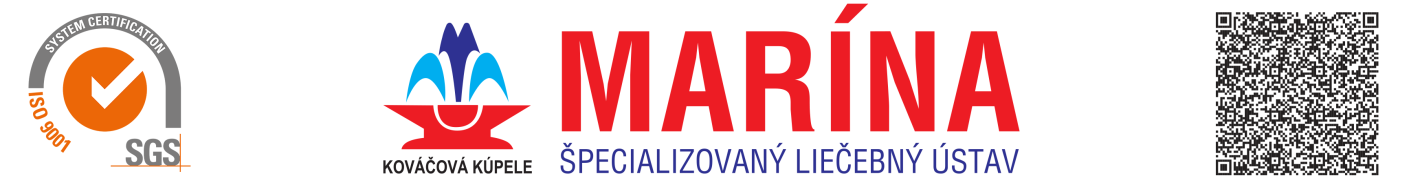 SYSTEM CERTIFICATION
ISO 9001
SGS
KOVÁČOVÁ KÚPELE
MARÍNA
ŠPECIALIZOVANÝ LIEČEBNÝ ÚSTAV